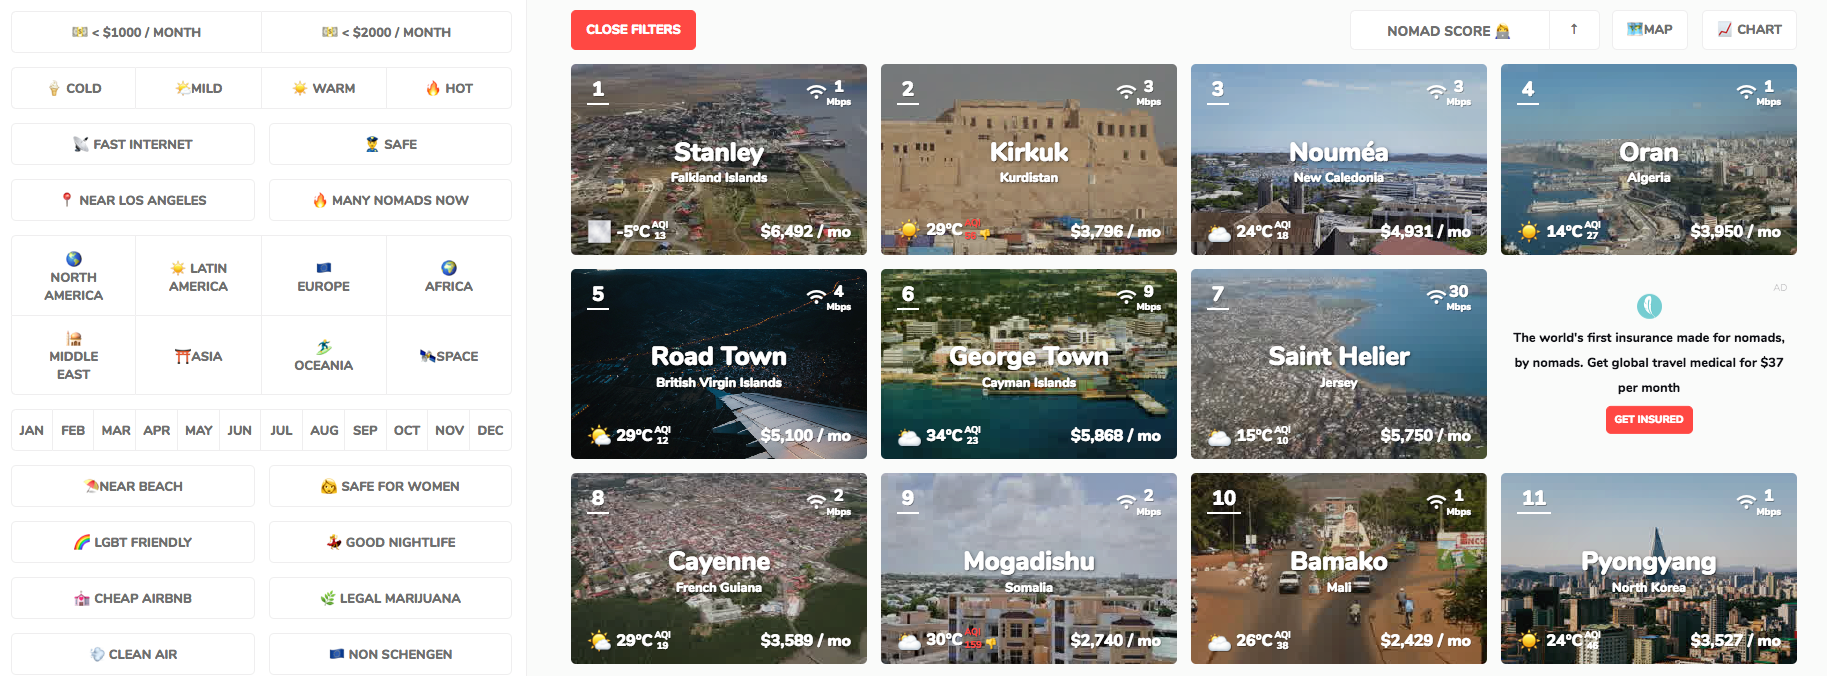 < $1000 / MONTH
< $2000 / MONTH
COLD
MILD
WARM
HOT
FAST INTERNET
SAFE
NEAR LOS ANGELES
MANY NOMADS NOW
NORTH
AMERICA
LATIN
AMERICA
EUROPE
AFRICA
MIDDLE
EAST
ASIA
OCEANIA
SPACE
JAN
FEB
MAR
APR
MAY
JUN
JUL
AUG
SEP
OCT
NOV
DEC
NEAR BEACH
SAFE FOR WOMEN
LGBT FRIENDLY
GOOD NIGHTLIFE
CHEAP AIRBNB
LEGAL MARIJUANA
CLEAN AIR
NON SCHENGEN
CLOSE FILTERS
NOMAD SCORE
↑
MAP
CHART
1
1
Mbps
Stanley
Falkland Islands
-5°C AQI 13
$6,492 / mo
2
3
Mbps
Kirkuk
Kurdistan
29°C AQI
$3,796 / mo
3
3
Mbps
Nouméa
New Caledonia
24°C AQI 18
$4,931 / mo
4
1
Mbps
Oran
Algeria
14°C AQI 27
$3,950 / mo
5
4
Mbps
Road Town
British Virgin Islands
29°C AQI 12
$5,100 / mo
6
9
Mbps
George Town
Cayman Islands
34°C AQI 23
$5,868 / mo
7
30
Mbps
Saint Helier
Jersey
15°C AQI 10
$5,750 / mo
AD
The world's first insurance made for nomads,
by nomads. Get global travel medical for $37
per month
GET INSURED
8
2
Mbps
Cayenne
French Guiana
29°C AQI 19
$3,589 / mo
9
2
Mbps
Mogadishu
Somalia
30°C AQI 159
$2,740 / mo
10
1
Mbps
Bamako
Mali
26°C AQI 38
$2,429 / mo
11
1
Mbps
Pyongyang
North Korea
24°C AQI
$3,527 / mo